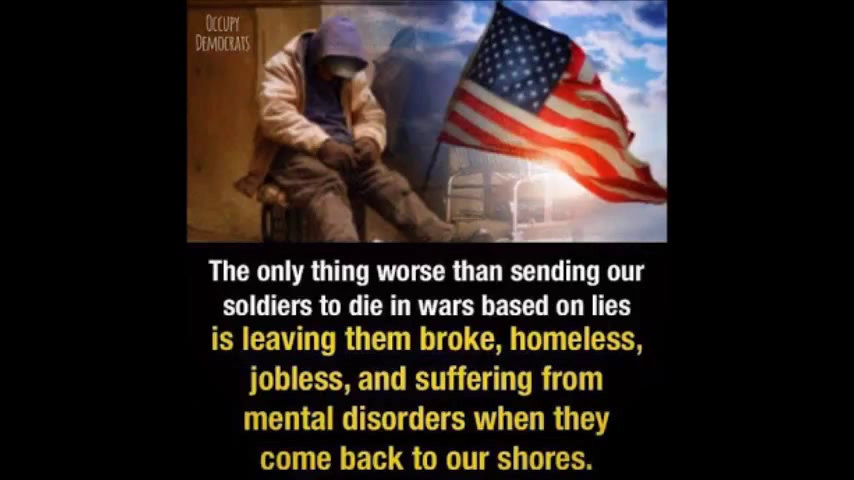 OCCUPY
DEMOCRATS
The only thing worse than sending our
soldiers to die in wars based on lies
is leaving them broke, homeless,
jobless, and suffering from
mental disorders when they
come back to our shores.